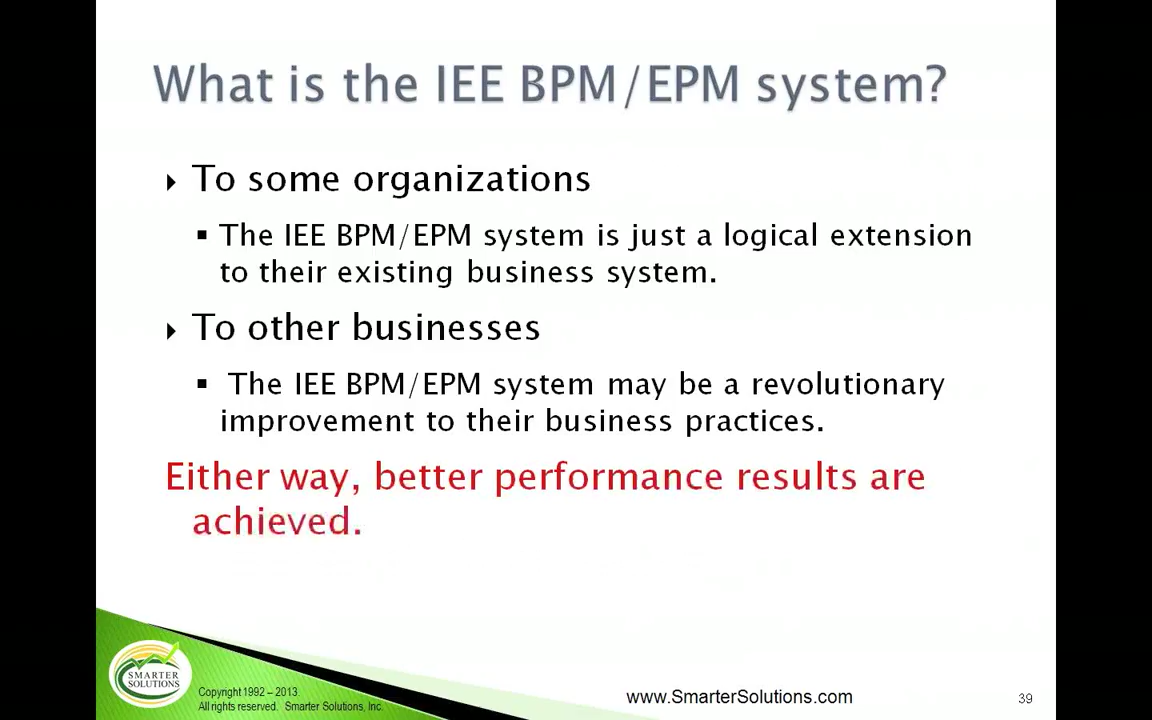 What is the IEE BPM/EPM system?
To some organizations
The IEE BPM/EPM system is just a logical extension
to their existing business system.
To other businesses
The IEE BPM/EPM system may be a revolutionary
improvement to their business practices.
Either way, better performance results are
achieved.
SMARTER
SOLUTIONS
Copyright 1992 – 2013
All rights reserved. Smarter Solutions, Inc.
www.SmarterSolutions.com
39